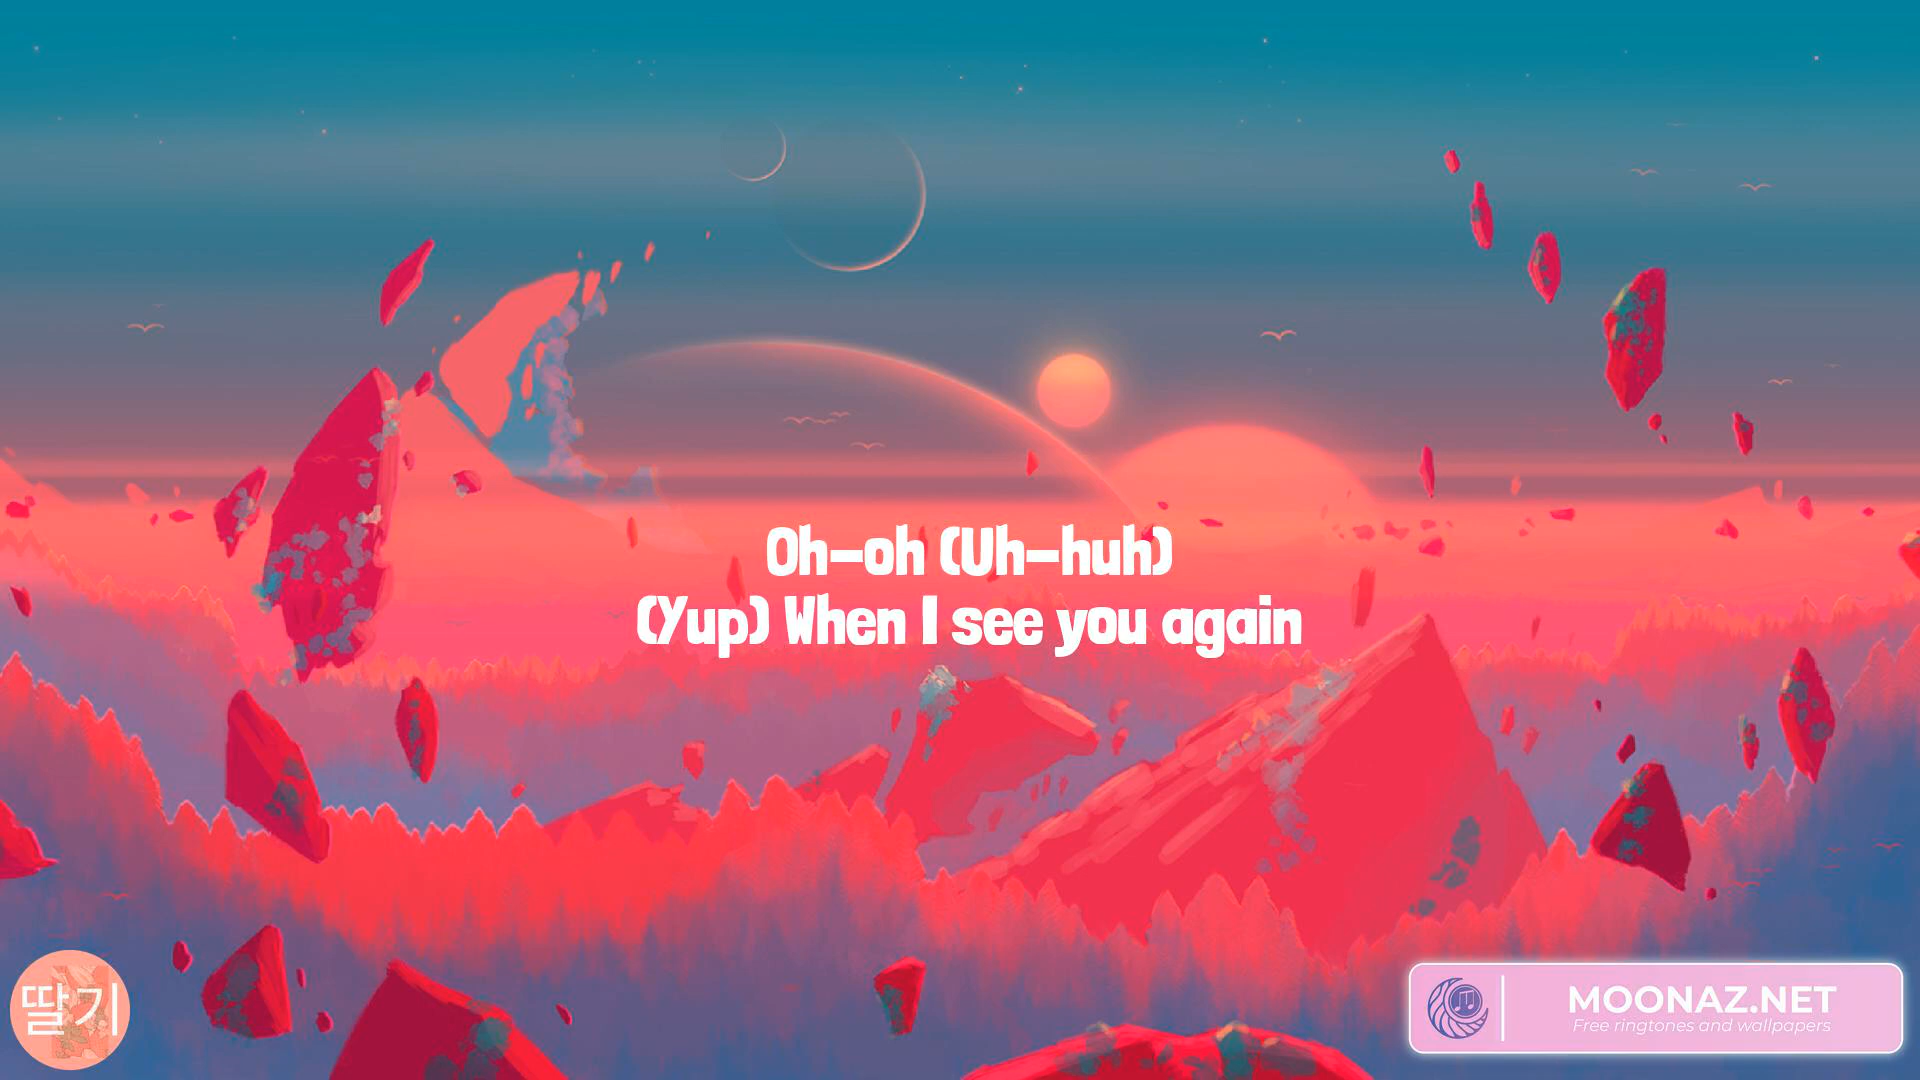 Oh-oh (Uh-huh)
(Yup) When I see you again
딸기
MOONAZ.NET
Free ringtones and wallpapers